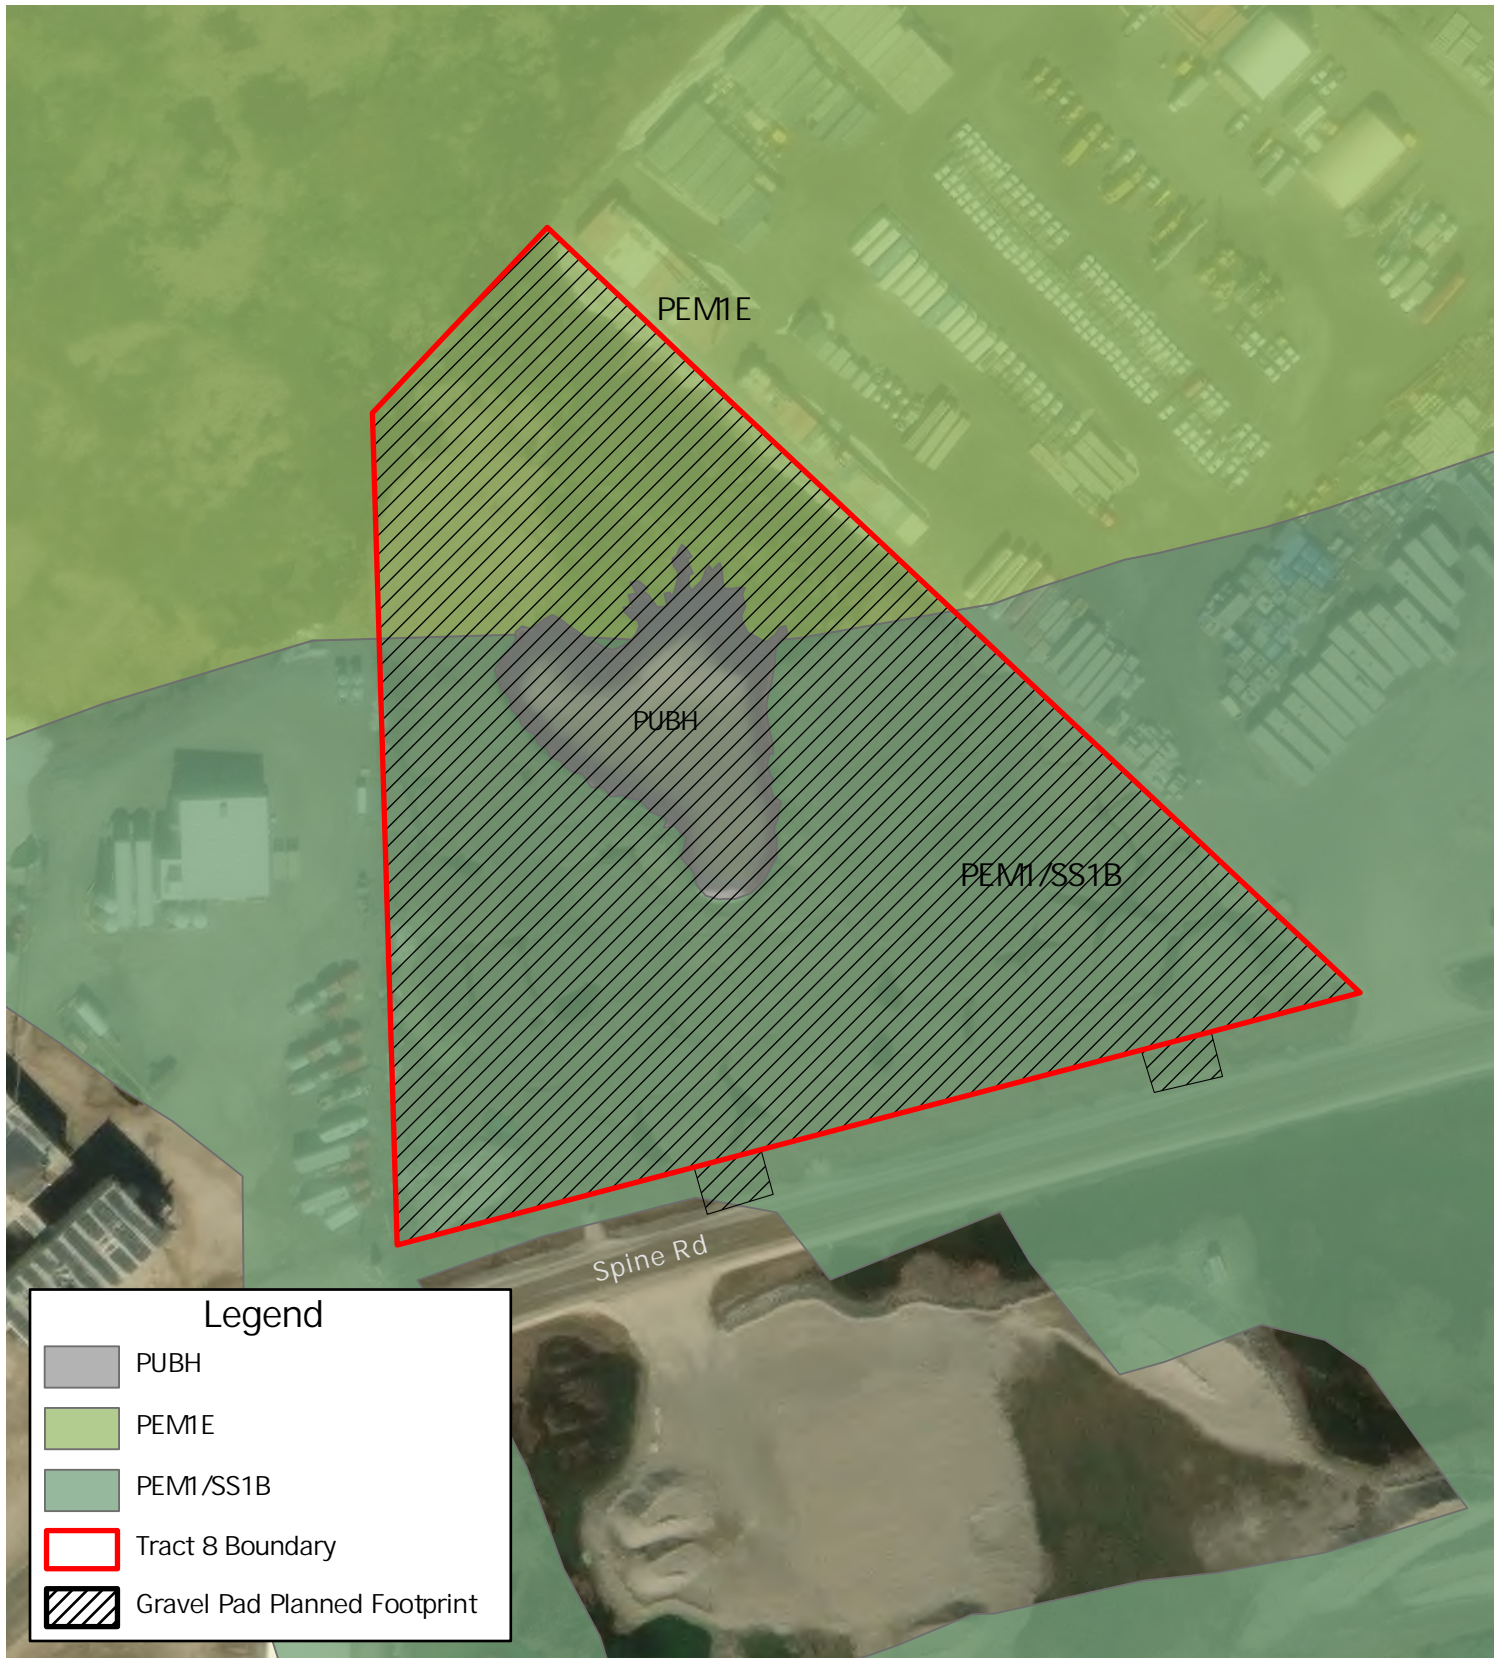 PEM1E
PUBH
PEM1/SS1B
Spine Rd
Legend
PUBH
PEM1E
PEM1/SS1B
Tract 8 Boundary
Gravel Pad Planned Footprint